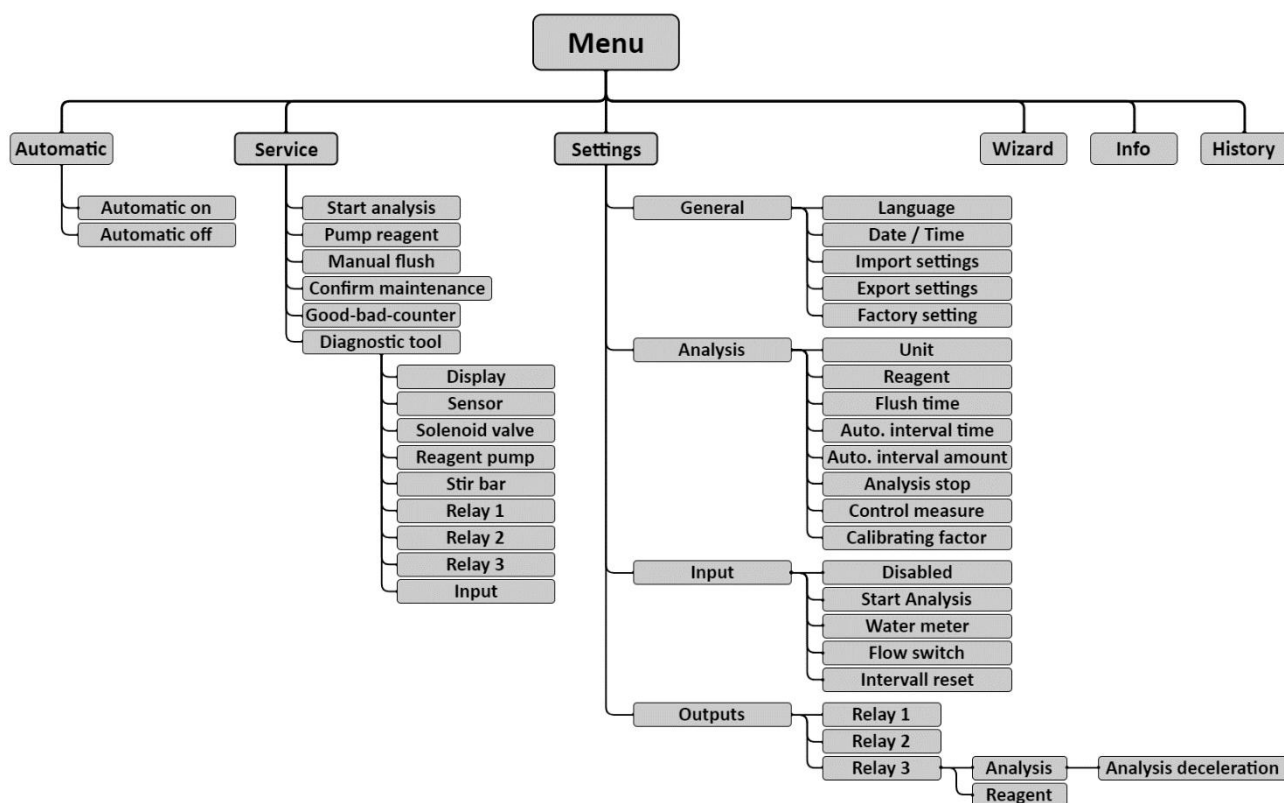 Menu
Automatic
Automatic on
Automatic off
Service
Start analysis
Pump reagent
Manual flush
Confirm maintenance
Good-bad-counter
Diagnostic tool
Display
Sensor
Solenoid valve
Reagent pump
Stir bar
Relay 1
Relay 2
Relay 3
Input
Settings
General
Language
Date / Time
Import settings
Export settings
Factory setting
Analysis
Unit
Reagent
Flush time
Auto. interval time
Auto. interval amount
Analysis stop
Control measure
Calibrating factor
Input
Disabled
Start Analysis
Water meter
Flow switch
Intervall reset
Outputs
Relay 1
Relay 2
Relay 3
Analysis
Analysis deceleration
Reagent
Wizard
Info
History